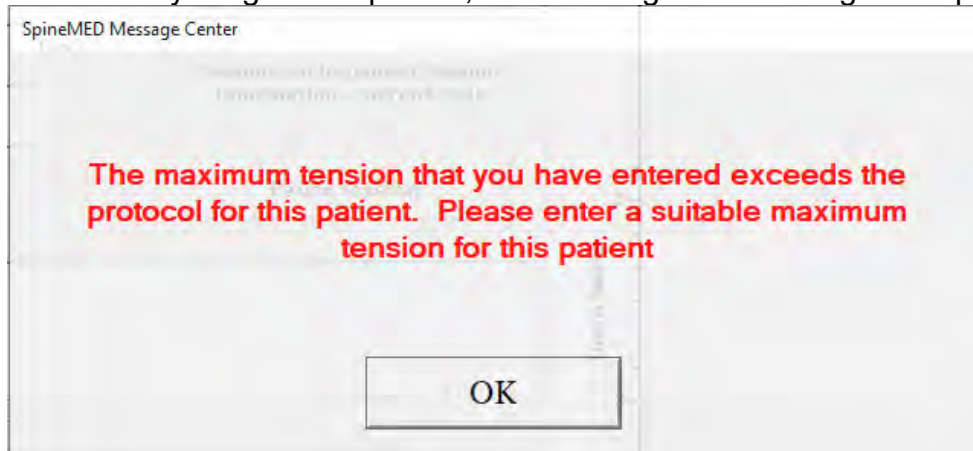 SpineMED Message Center
The maximum tension that you have entered exceeds the
protocol for this patient.  Please enter a suitable maximum
tension for this patient
OK